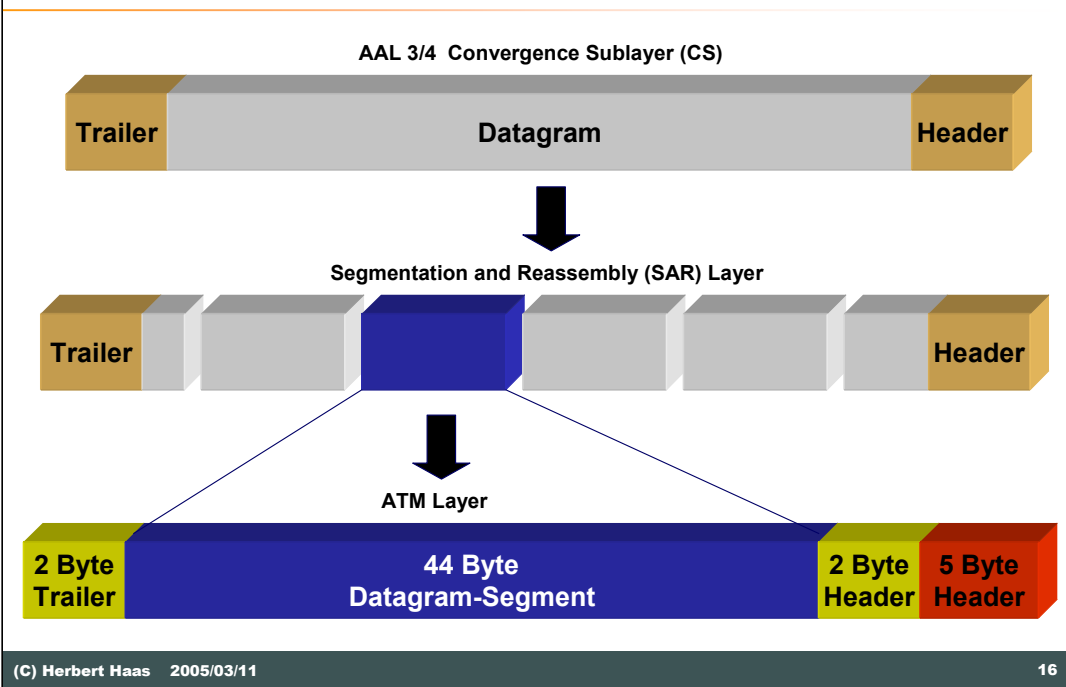 AAL 3/4 Convergence Sublayer (CS)
Trailer
Datagram
Header
Segmentation and Reassembly (SAR) Layer
Trailer
Header
ATM Layer
2 Byte
Trailer
44 Byte
Datagram-Segment
2 Byte
Header
5 Byte
Header
(C) Herbert Haas 2005/03/11
16